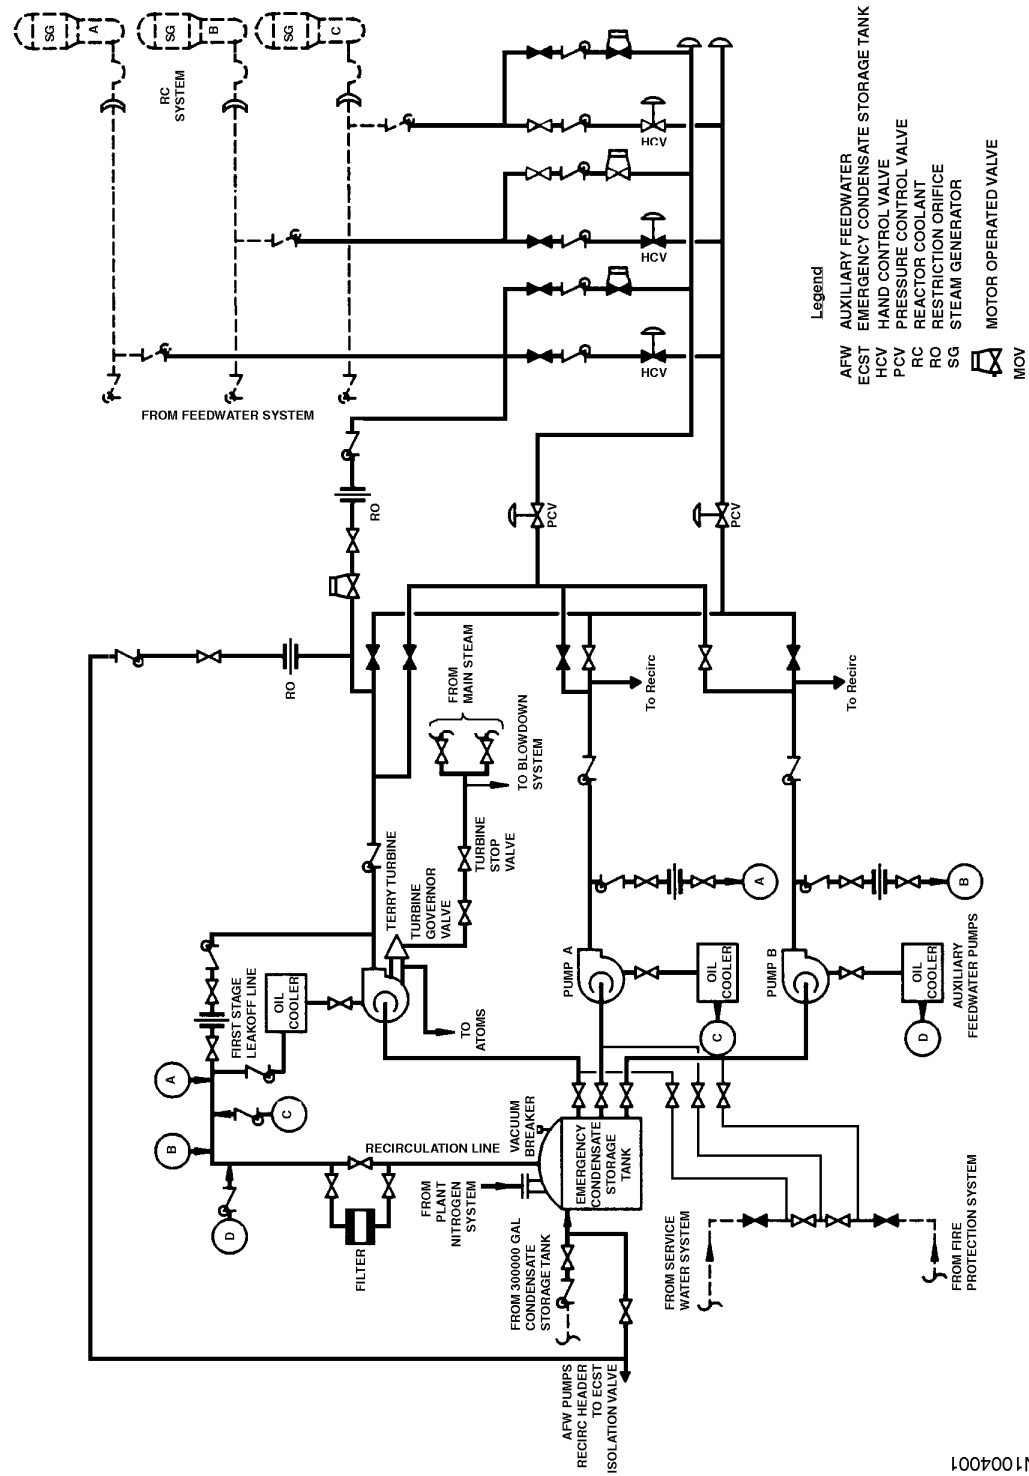 SG
A
SG
B
SG
C
RC
SYSTEM
FROM FEEDWATER SYSTEM
HCV
HCV
HCV
Legend
AFW AUXILIARY FEEDWATER
ECST EMERGENCY CONDENSATE STORAGE TANK
HCV HAND CONTROL VALVE
PCV PRESSURE CONTROL VALVE
RC REACTOR COOLANT
RO RESTRICTION ORIFICE
SG STEAM GENERATOR
MOV MOTOR OPERATED VALVE
RO
PCV
PCV
RO
FROM
MAIN STEAM
TO BLOWDOWN
SYSTEM
To Recirc
To Recirc
TERRY TURBINE
TURBINE
GOVERNOR
VALVE
TURBINE
STOP
VALVE
A
B
FIRST STAGE
LEAKOFF LINE
OIL
COOLER
TO
ATOMS
PUMP A
OIL
COOLER
C
PUMP B
OIL
COOLER
D
AUXILIARY
FEEDWATER PUMPS
A
C
B
D
RECIRCULATION LINE
VACUUM
BREAKER
EMERGENCY
CONDENSATE
STORAGE
TANK
FROM
PLANT
NITROGEN
SYSTEM
FILTER
FROM 300000 GAL
CONDENSATE
STORAGE TANK
FROM SERVICE
WATER SYSTEM
FROM FIRE
PROTECTION SYSTEM
AFW PUMPS
RECIRC HEADER
TO ECST
ISOLATION VALVE
1004001